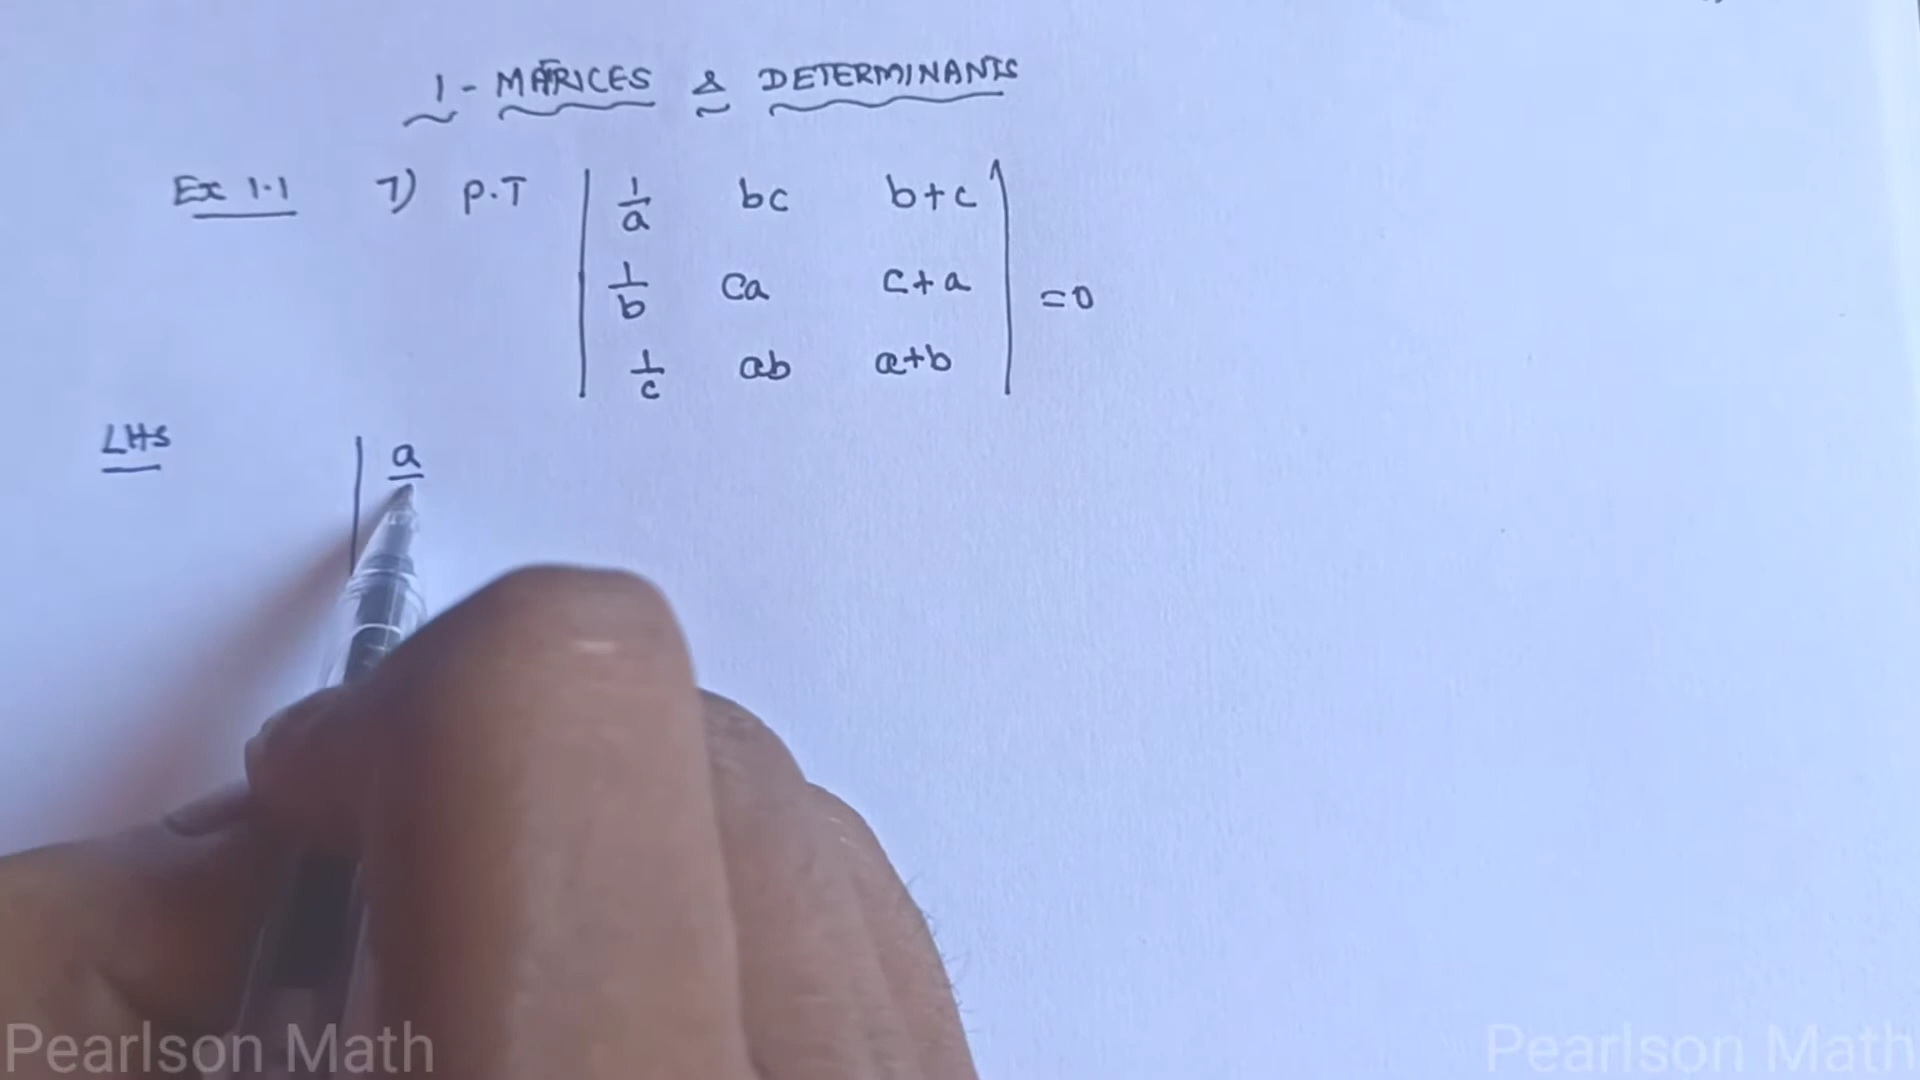 1 - MATRICES & DETERMINANTS
Ex 1.1 7) P.T | 1/a bc b+c |
| 1/b ca c+a | =0
| 1/c ab a+b |
LHS | a
Pearlson Math Pearlson Math